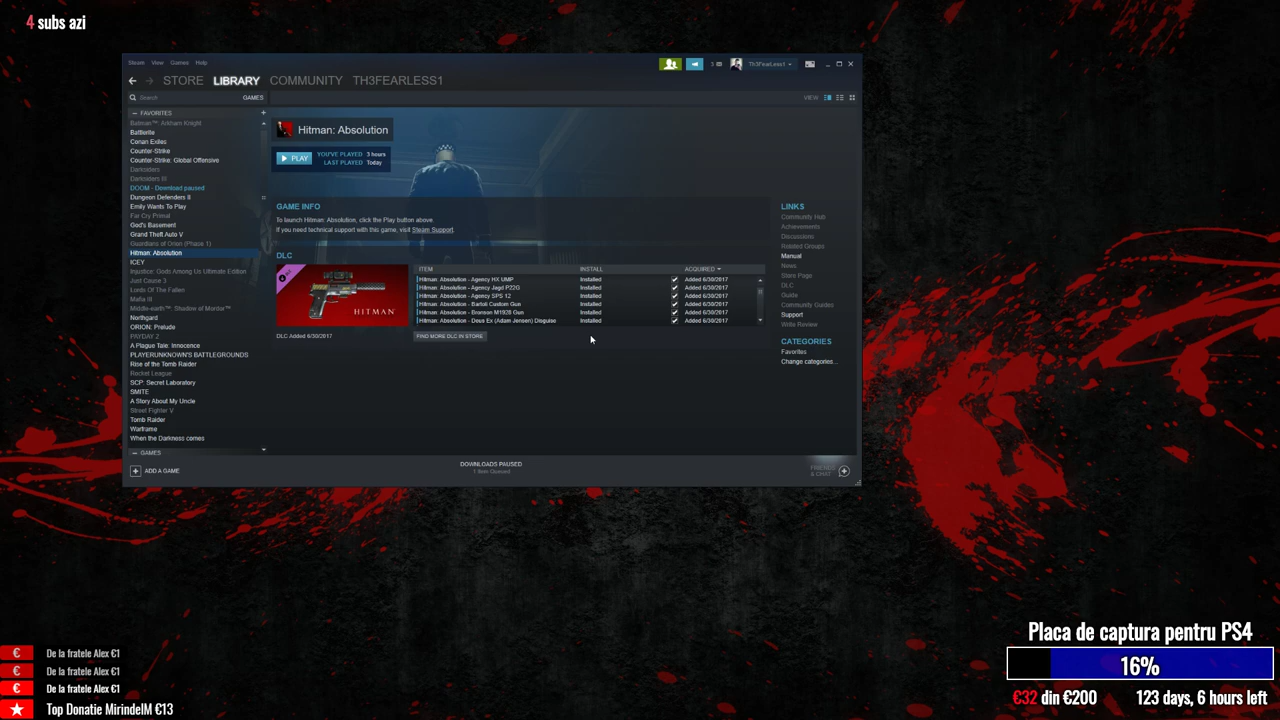 4 subs azi
Steam View Games Help
3
Th3FearLess1
STORE LIBRARY COMMUNITY TH3FEARLESS1
Search
GAMES
VIEW:
— FAVORITES
Batman™: Arkham Knight
Battlerite
Conan Exiles
Counter-Strike
Counter-Strike: Global Offensive
Darksiders
Darksiders III
DOOM - Download paused
Dungeon Defenders II
Emily Wants To Play
Far Cry Primal
God's Basement
Grand Theft Auto V
Guardians of Orion (Phase 1)
Hitman: Absolution
ICEY
Injustice: Gods Among Us Ultimate Edition
Just Cause 3
Lords Of The Fallen
Mafia III
Middle-earth™: Shadow of Mordor™
Northgard
ORION: Prelude
PAYDAY 2
A Plague Tale: Innocence
PLAYERUNKNOWN'S BATTLEGROUNDS
Rise of the Tomb Raider
Rocket League
SCP: Secret Laboratory
SMITE
A Story About My Uncle
Street Fighter V
Tomb Raider
Warframe
When the Darkness comes
— GAMES
+ ADD A GAME
Hitman: Absolution
PLAY
YOU'VE PLAYED 3 hours
LAST PLAYED Today
GAME INFO
To launch Hitman: Absolution, click the Play button above.
If you need technical support with this game, visit Steam Support.
DLC
HITMAN
DLC Added 6/30/2017
ITEM INSTALL ACQUIRED
Hitman: Absolution - Agency HX UMP Installed Added 6/30/2017
Hitman: Absolution - Agency Jagd P22G Installed Added 6/30/2017
Hitman: Absolution - Agency SPS 12 Installed Added 6/30/2017
Hitman: Absolution - Bartoli Custom Gun Installed Added 6/30/2017
Hitman: Absolution - Bronson M1928 Gun Installed Added 6/30/2017
Hitman: Absolution - Deus Ex (Adam Jensen) Disguise Installed Added 6/30/2017
FIND MORE DLC IN STORE
LINKS
Community Hub
Achievements
Discussions
Related Groups
Manual
News
Store Page
DLC
Guide
Community Guides
Support
Write Review
CATEGORIES
Favorites
Change categories...
DOWNLOADS PAUSED
1 Item Queued
FRIENDS
& CHAT
€ De la fratele Alex €1
€ De la fratele Alex €1
€ De la fratele Alex €1
Top Donatie MirindelM €13
Placa de captura pentru PS4
16%
€32 din €200 123 days, 6 hours left